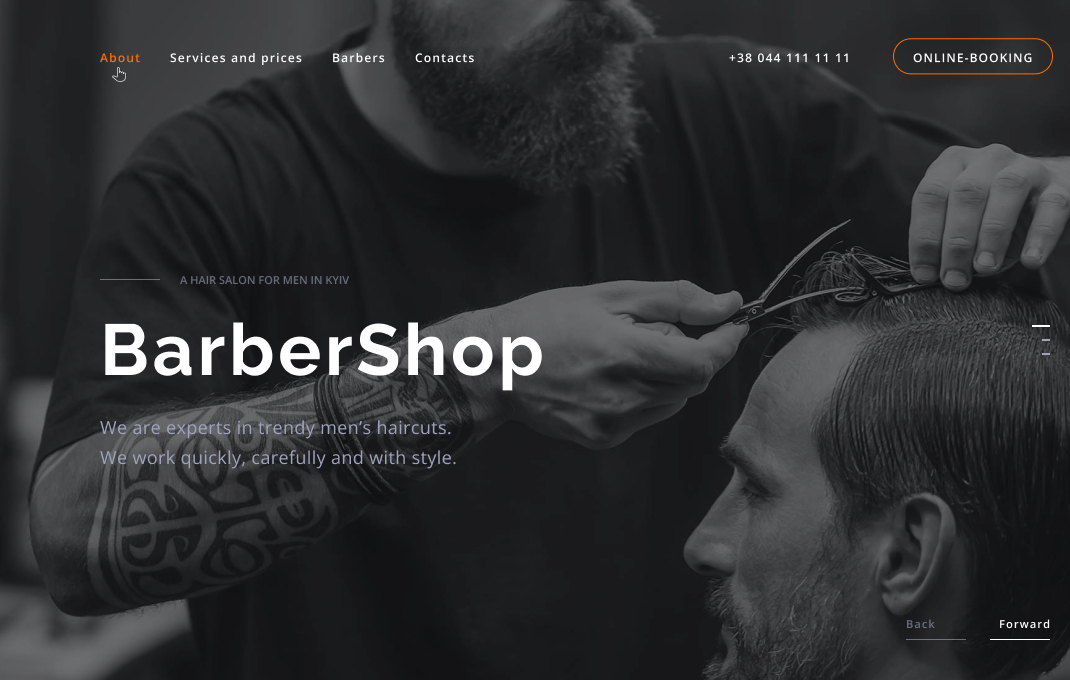 About Services and prices Barbers Contacts +38 044 111 11 11 ONLINE-BOOKING
A HAIR SALON FOR MEN IN KYIV
BarberShop
We are experts in trendy men’s haircuts.
We work quickly, carefully and with style.
Back Forward